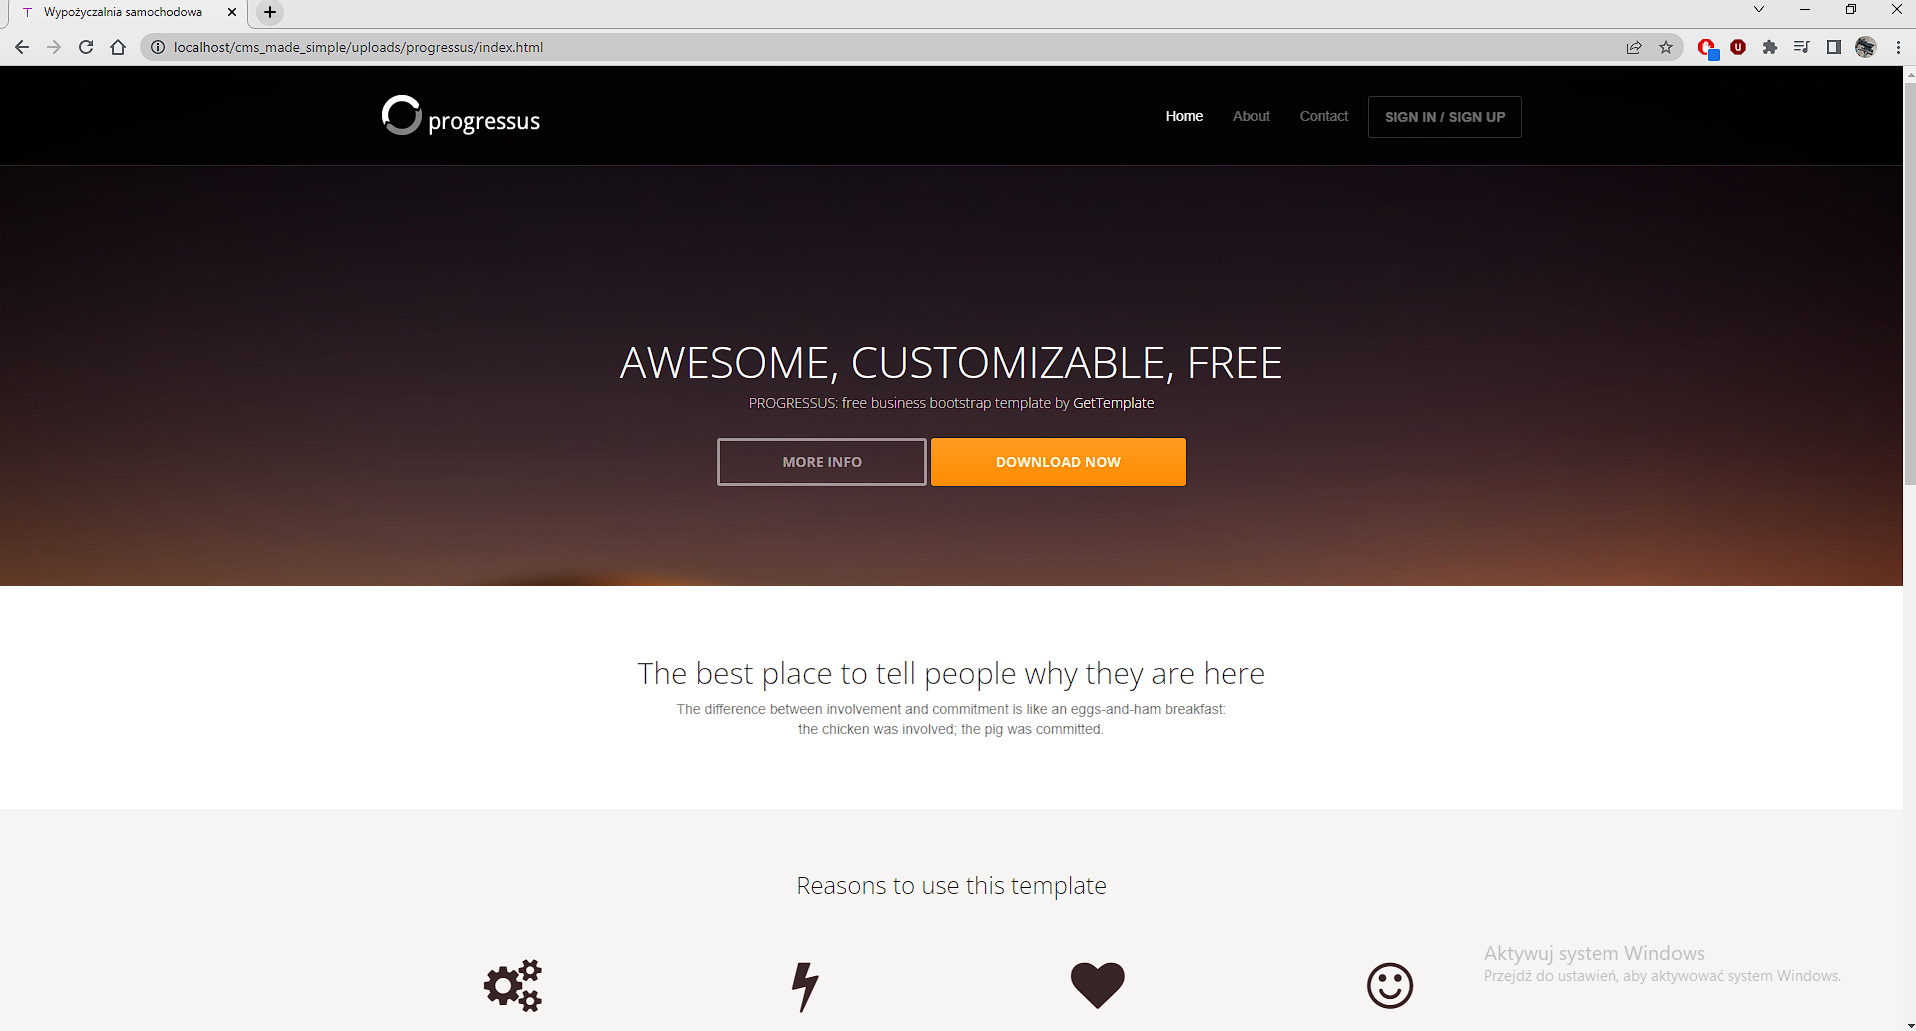 Wypożyczalnia samochodowa
localhost/cms_made_simple/uploads/progressus/index.html
progressus
Home About Contact SIGN IN / SIGN UP
AWESOME, CUSTOMIZABLE, FREE
PROGRESSUS: free business bootstrap template by GetTemplate
MORE INFO DOWNLOAD NOW
The best place to tell people why they are here
The difference between involvement and commitment is like an eggs-and-ham breakfast:
the chicken was involved; the pig was committed.
Reasons to use this template
Aktywuj system Windows
Przejdź do ustawień, aby aktywować system Windows.